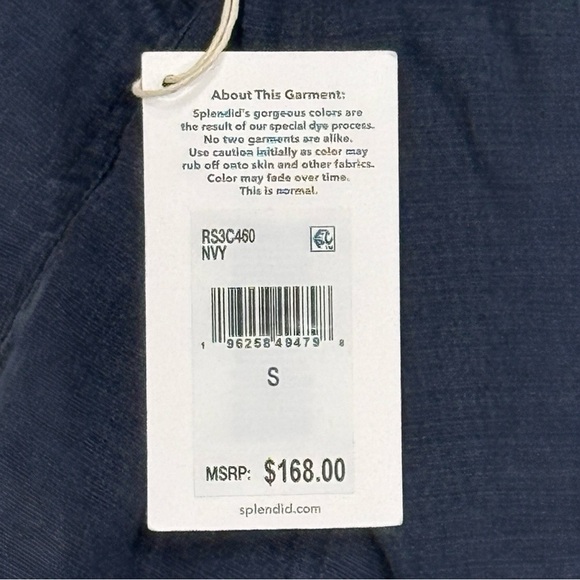 About This Garment:
Splendid's gorgeous colors are
the result of our special dye process.
No two garments are alike.
Use caution initially as color may
rub off onto skin and other fabrics.
Color may fade over time.
This is normal.
RS3C460
NVY
1 96258 49479 8
S
MSRP: $168.00
splendid.com